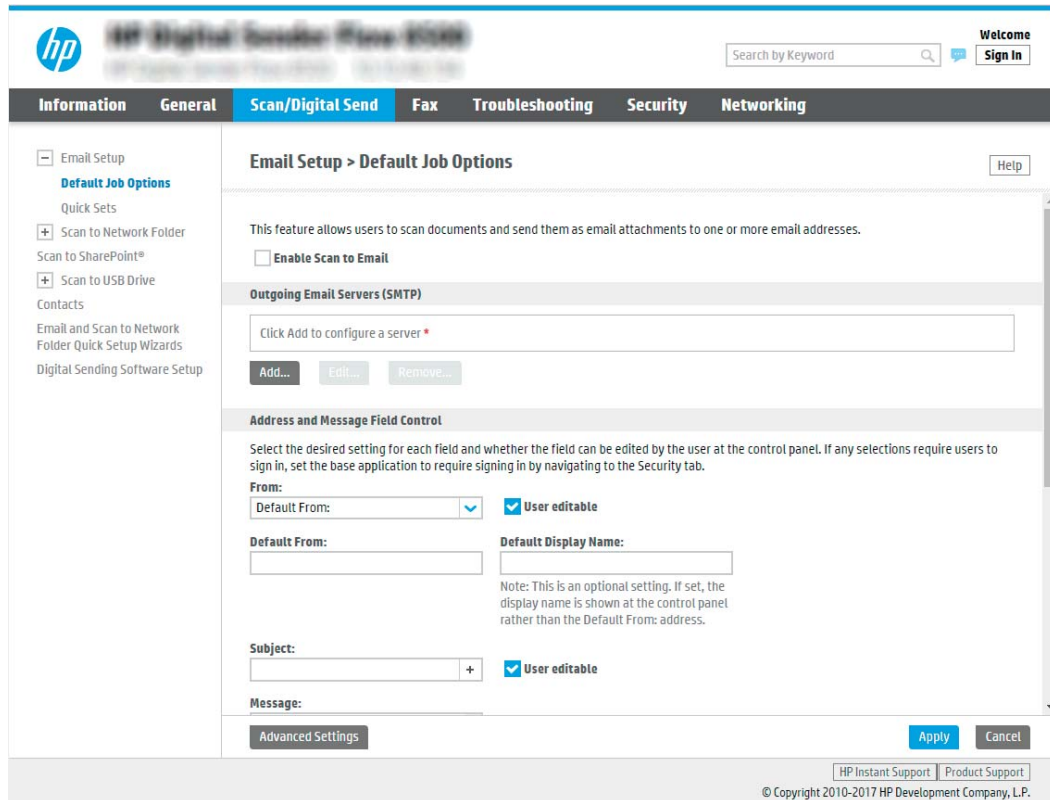 hp
Welcome
Search by Keyword
Sign In
Information General Scan/Digital Send Fax Troubleshooting Security Networking
Email Setup
Default Job Options
Quick Sets
Scan to Network Folder
Scan to SharePoint®
Scan to USB Drive
Contacts
Email and Scan to Network
Folder Quick Setup Wizards
Digital Sending Software Setup
Email Setup > Default Job Options
Help
This feature allows users to scan documents and send them as email attachments to one or more email addresses.
Enable Scan to Email
Outgoing Email Servers (SMTP)
Click Add to configure a server *
Add... Edit... Remove...
Address and Message Field Control
Select the desired setting for each field and whether the field can be edited by the user at the control panel. If any selections require users to
sign in, set the base application to require signing in by navigating to the Security tab.
From:
Default From: User editable
Default From: Default Display Name:
Note: This is an optional setting. If set, the
display name is shown at the control panel
rather than the Default From: address.
Subject:
+ User editable
Message:
Advanced Settings Apply Cancel
HP Instant Support Product Support
© Copyright 2010-2017 HP Development Company, L.P.